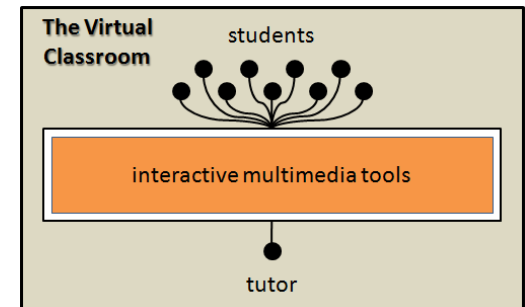 The Virtual
Classroom
students
interactive multimedia tools
tutor